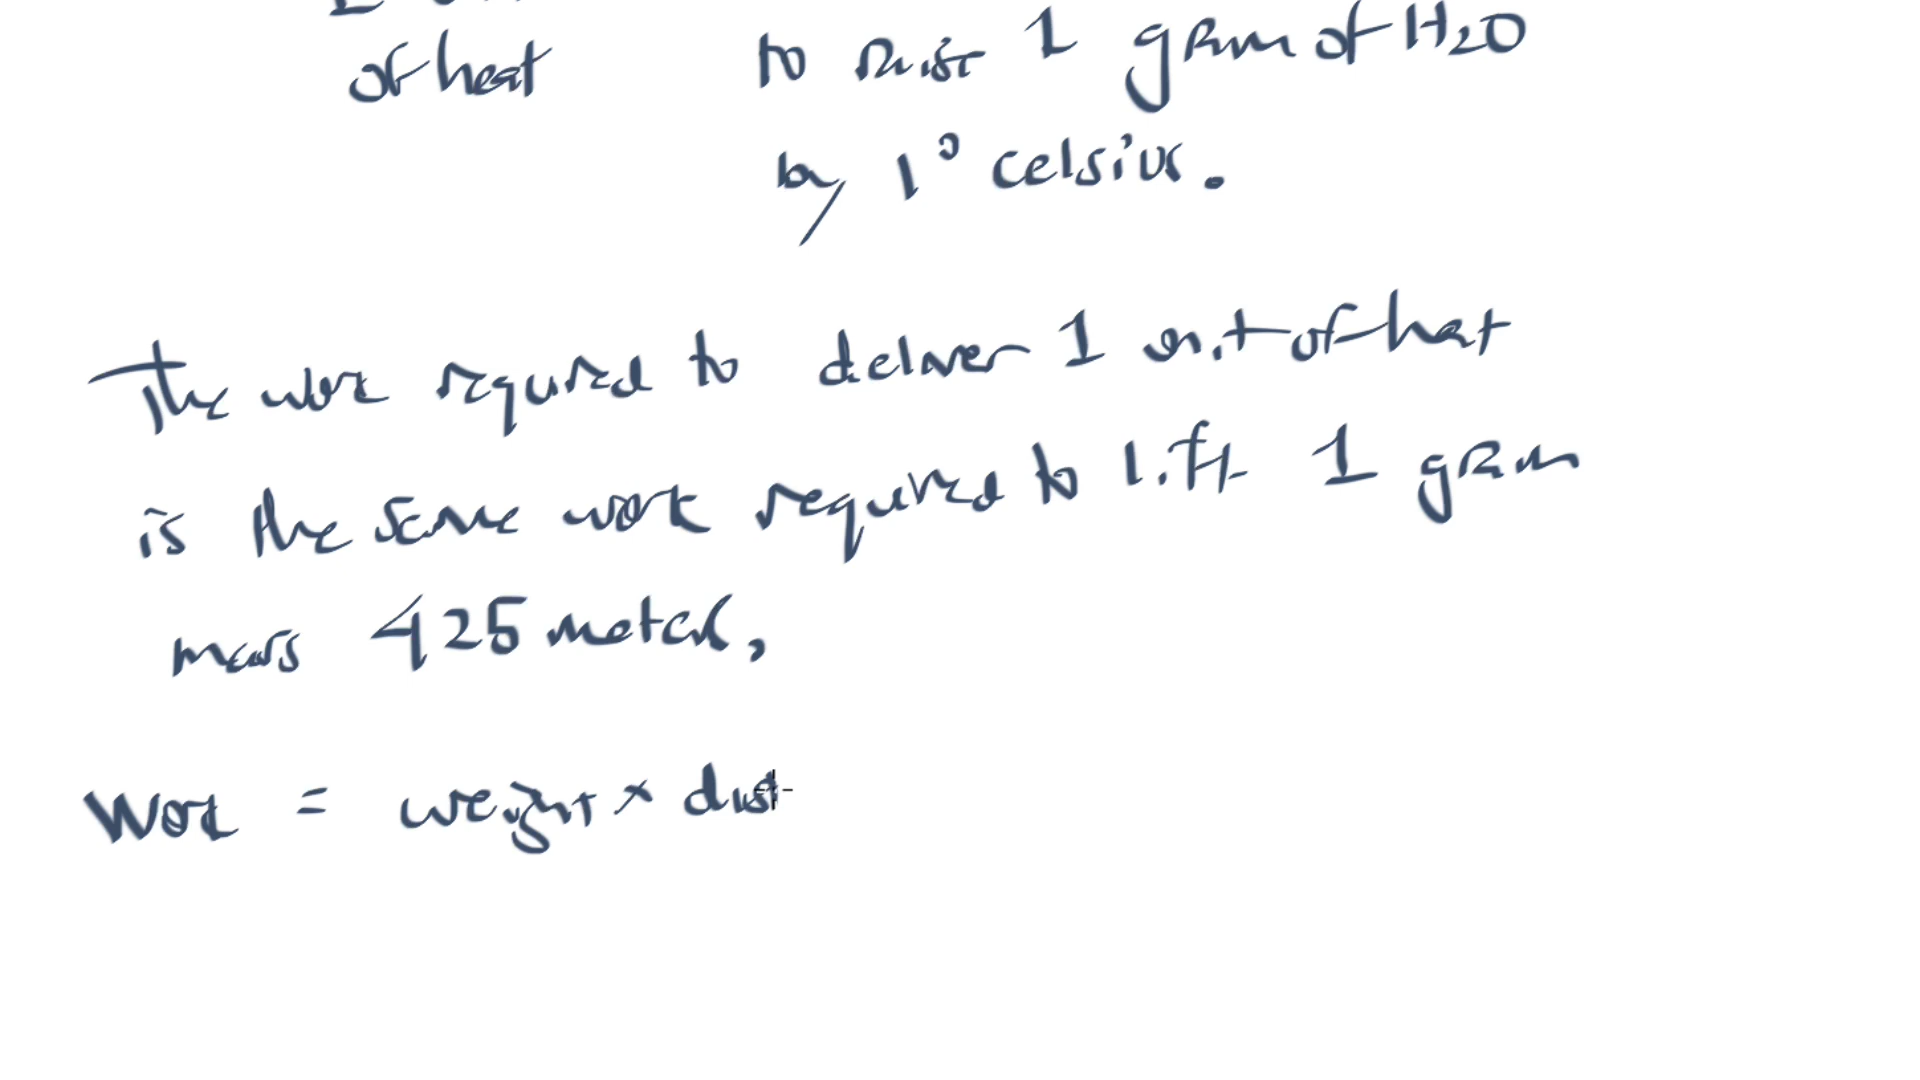 of heat to raise 1 gram of H2O
by 1° celsius.
The work required to deliver 1 unit of heat
is the same work required to lift 1 gram
mass 425 meters,
Work = weight x dist